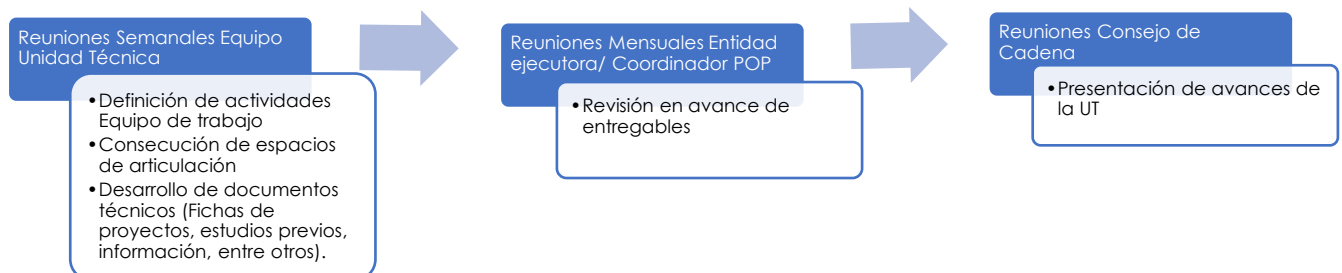 Reuniones Semanales Equipo
Unidad Técnica
•Definición de actividades
Equipo de trabajo
•Consecución de espacios
de articulación
•Desarrollo de documentos
técnicos (Fichas de
proyectos, estudios previos,
información, entre otros).
Reuniones Mensuales Entidad
ejecutora/ Coordinador POP
•Revisión en avance de
entregables
Reuniones Consejo de
Cadena
•Presentación de avances de
la UT